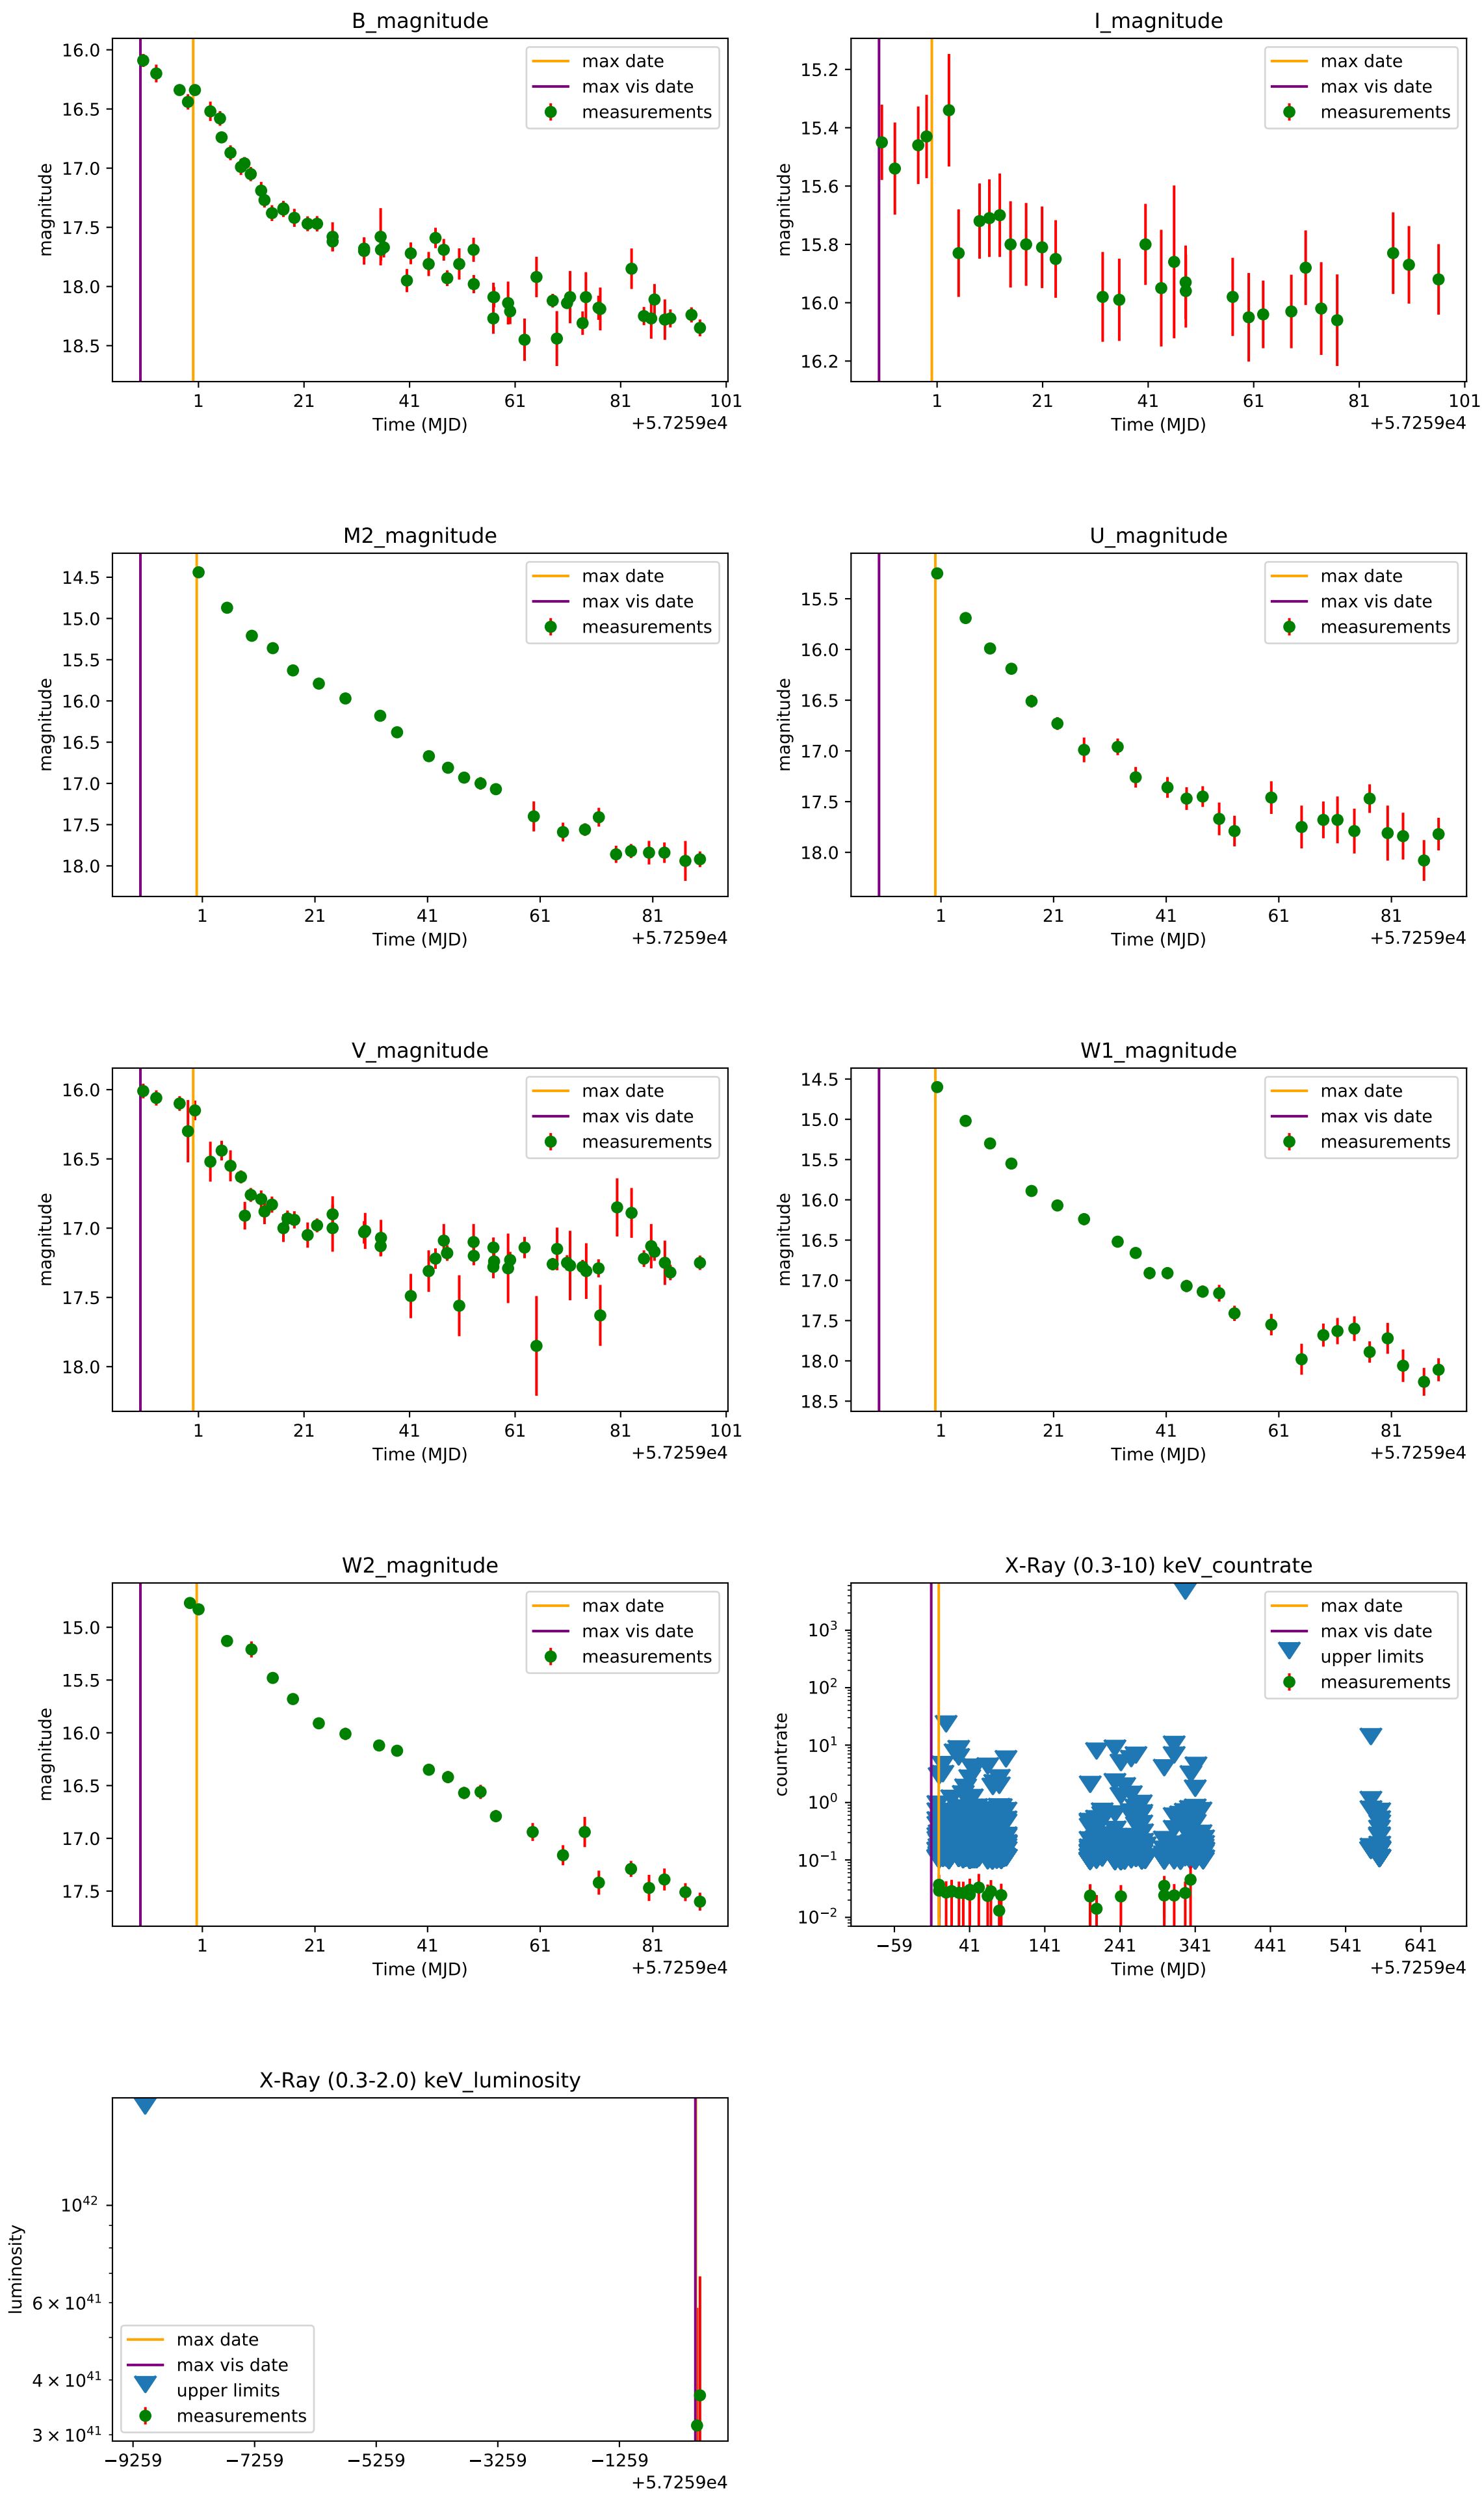 B_magnitude
16.0
16.5
17.0
17.5
18.0
18.5
magnitude
max date
max vis date
measurements
1 21 41 61 81 101
Time (MJD)
+5.7259e4
I_magnitude
15.2
15.4
15.6
15.8
16.0
16.2
magnitude
max date
max vis date
measurements
1 21 41 61 81 101
Time (MJD)
+5.7259e4
M2_magnitude
14.5
15.0
15.5
16.0
16.5
17.0
17.5
18.0
magnitude
max date
max vis date
measurements
1 21 41 61 81
Time (MJD)
+5.7259e4
U_magnitude
15.5
16.0
16.5
17.0
17.5
18.0
magnitude
max date
max vis date
measurements
1 21 41 61 81
Time (MJD)
+5.7259e4
V_magnitude
16.0
16.5
17.0
17.5
18.0
magnitude
max date
max vis date
measurements
1 21 41 61 81 101
Time (MJD)
+5.7259e4
W1_magnitude
14.5
15.0
15.5
16.0
16.5
17.0
17.5
18.0
18.5
magnitude
max date
max vis date
measurements
1 21 41 61 81
Time (MJD)
+5.7259e4
W2_magnitude
15.0
15.5
16.0
16.5
17.0
17.5
magnitude
max date
max vis date
measurements
1 21 41 61 81
Time (MJD)
+5.7259e4
X-Ray (0.3-10) keV_countrate
10³
10²
10¹
10⁰
10⁻¹
10⁻²
countrate
max date
max vis date
upper limits
measurements
−59 41 141 241 341 441 541 641
Time (MJD)
+5.7259e4
X-Ray (0.3-2.0) keV_luminosity
10⁴²
6 × 10⁴¹
4 × 10⁴¹
3 × 10⁴¹
luminosity
max date
max vis date
upper limits
measurements
−9259 −7259 −5259 −3259 −1259
+5.7259e4